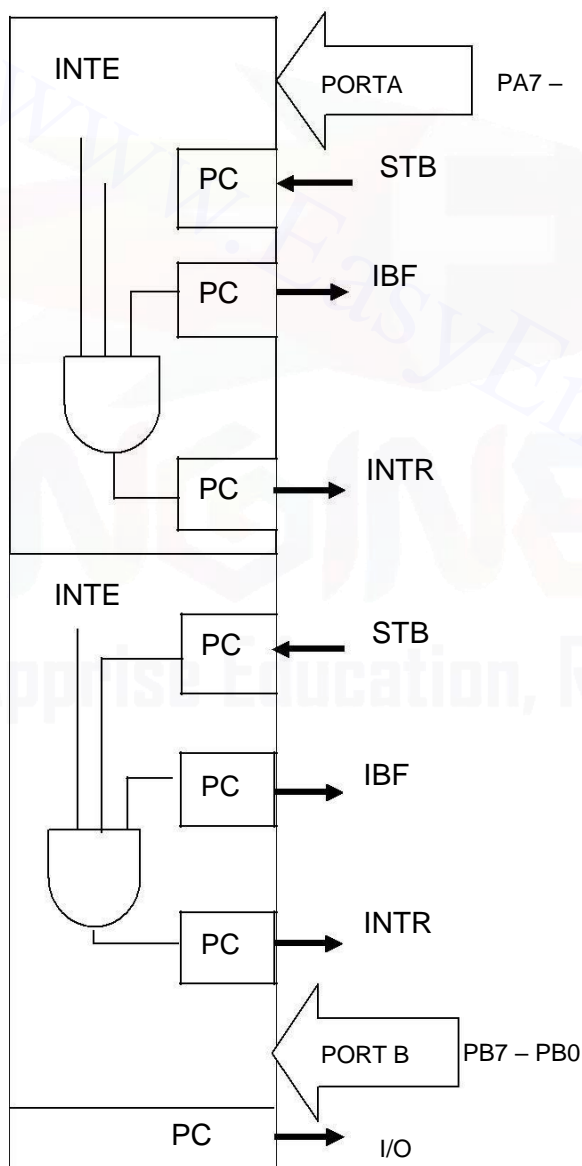 INTE
PORTA PA7 –
PC STB
PC IBF
PC INTR
INTE
PC STB
PC IBF
PC INTR
PORT B PB7 – PB0
PC I/O